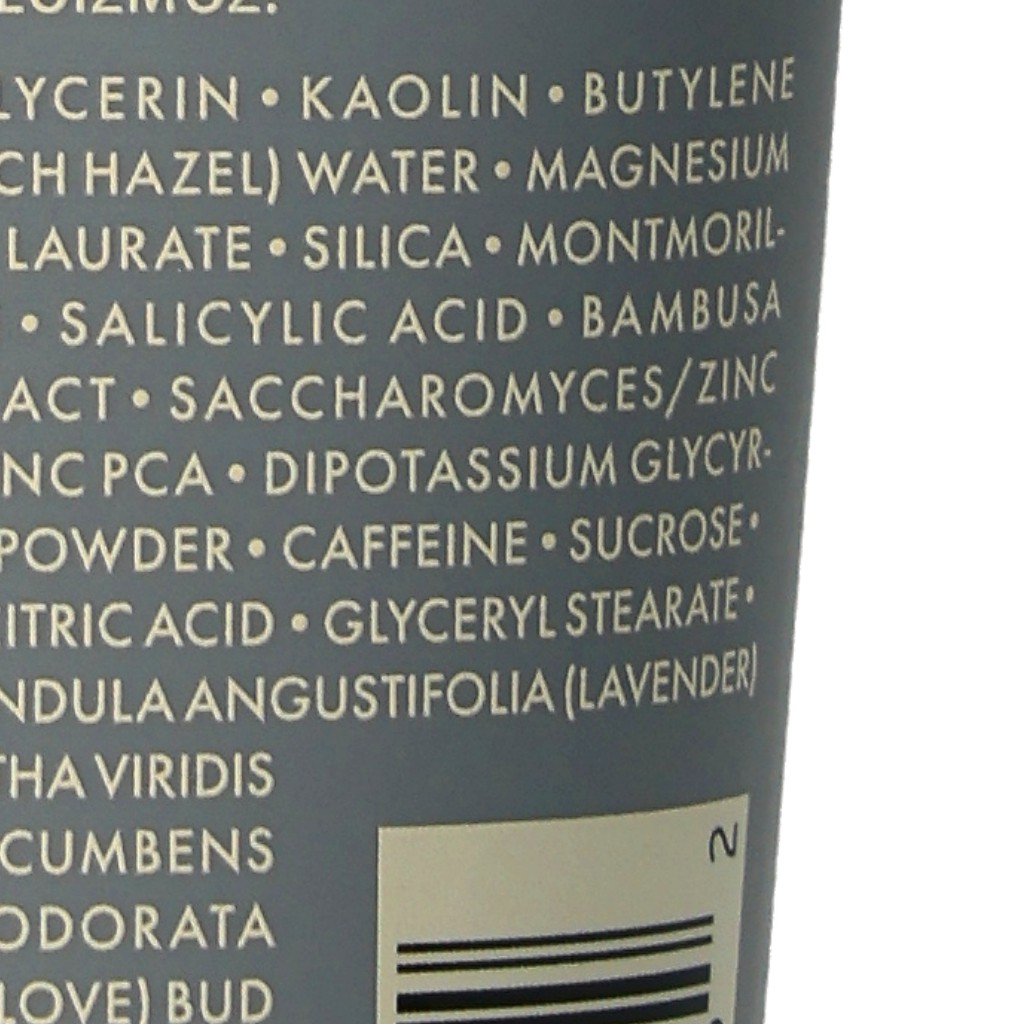 LYCERIN • KAOLIN • BUTYLENE
CH HAZEL) WATER • MAGNESIUM
LAURATE • SILICA • MONTMORIL-
• SALICYLIC ACID • BAMBUSA
ACT • SACCHAROMYCES/ZINC
NC PCA • DIPOTASSIUM GLYCYR-
POWDER • CAFFEINE • SUCROSE •
ITRIC ACID • GLYCERYL STEARATE •
NDULA ANGUSTIFOLIA (LAVENDER)
THA VIRIDIS
CUMBENS
ODORATA
LOVE) BUD
2